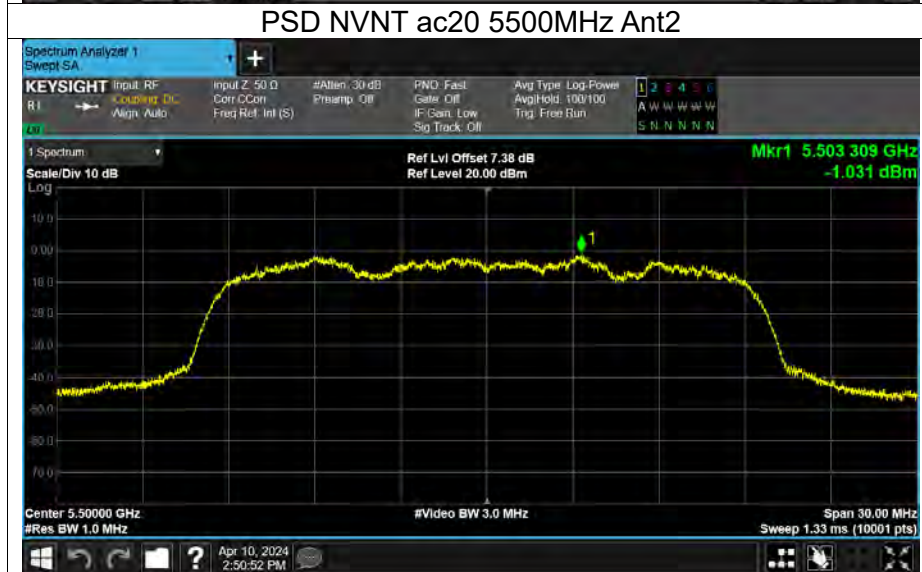 PSD NVNT ac20 5500MHz Ant2
Spectrum Analyzer 1
Swept SA
+
KEYSIGHT Input: RF Input Z: 50 Ω #Atten: 30 dB PNO: Fast Avg Type: Log-Power 1 2 3 4 5 6
Coupling: DC Corr CCorr Preamp: Off Gate: Off Avg|Hold: 100/100 A W W W W W
Align: Auto Freq Ref: Int (S) IF Gain: Low Trig: Free Run
Sig Track: Off S N N N N N
1 Spectrum Ref Lvl Offset 7.38 dB Mkr1 5.503 309 GHz
Scale/Div 10 dB Ref Level 20.00 dBm -1.031 dBm
Log
10.0
0.00
1
-10.0
-20.0
-30.0
-40.0
-50.0
-60.0
-70.0
Center 5.50000 GHz #Video BW 3.0 MHz Span 30.00 MHz
#Res BW 1.0 MHz Sweep 1.33 ms (10001 pts)
? Apr 10, 2024
2:50:52 PM